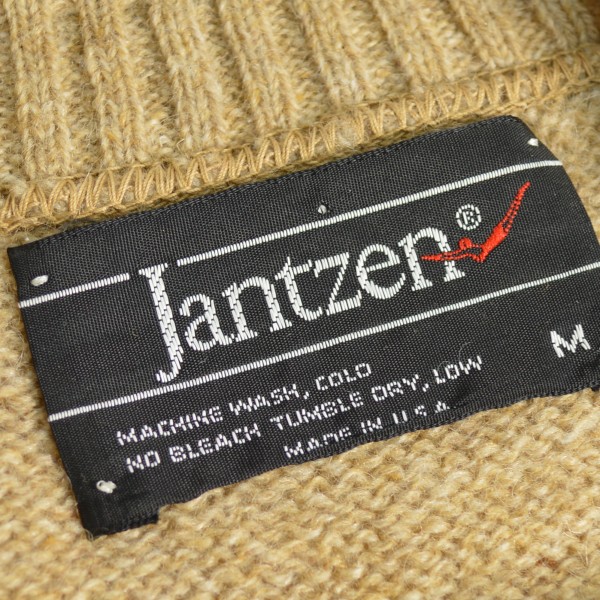 Jantzen®
M
MACHINE WASH, COLD
NO BLEACH TUMBLE DRY, LOW
MADE IN U.S.A.